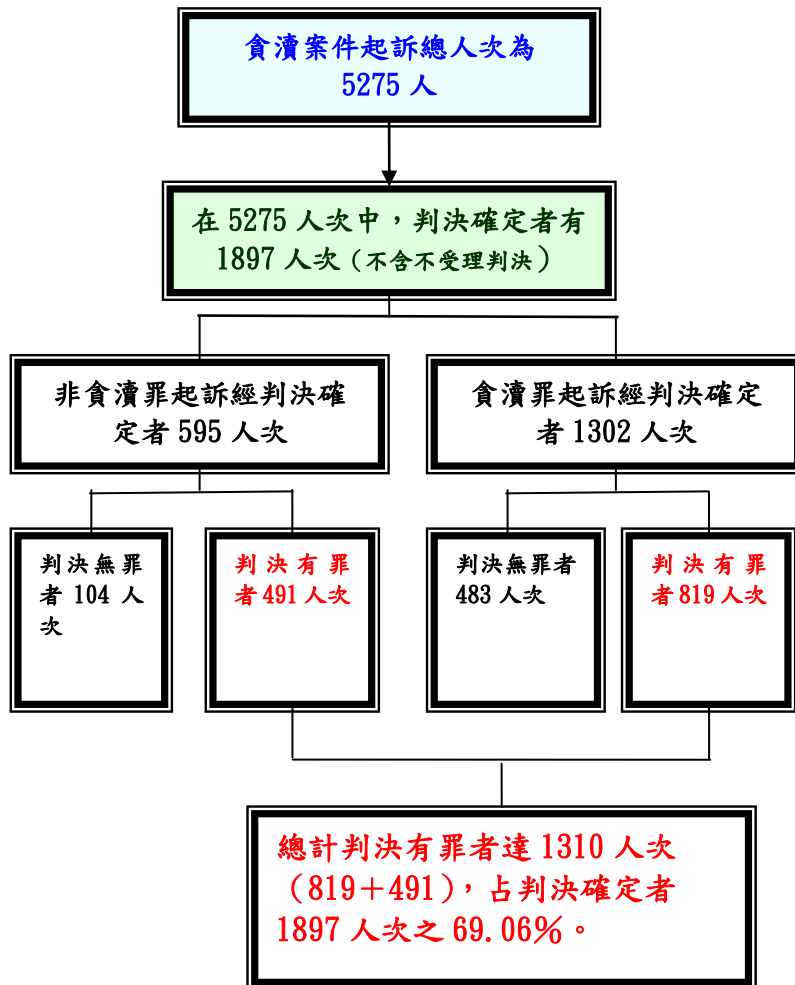 貪瀆案件起訴總人次為
5275 人
在 5275 人次中，判決確定者有
1897 人次（不含不受理判決）
非貪瀆罪起訴經判決確
定者 595 人次
貪瀆罪起訴經判決確定
者 1302 人次
判決無罪
者 104 人
次
判決有罪
者 491 人次
判決無罪者
483 人次
判決有罪
者 819 人次
總計判決有罪者達 1310 人次
（819＋491），占判決確定者
1897 人次之 69.06％。